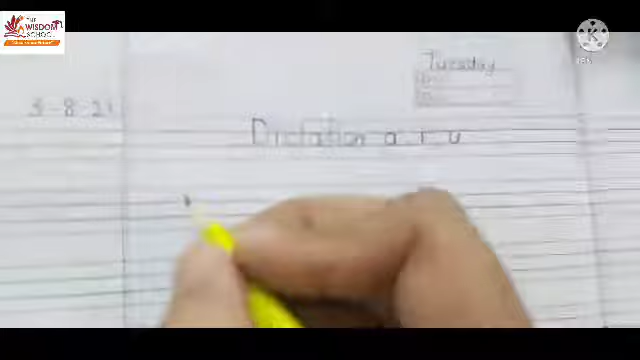 THE
WISDOM
SCHOOL
Tuesday
3-8-21
Dictation a, i, u